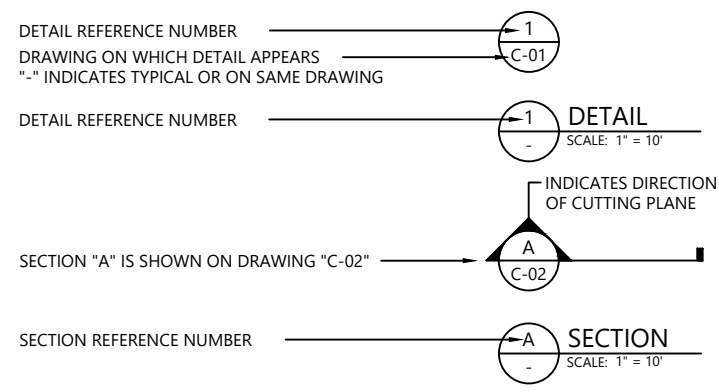 DETAIL REFERENCE NUMBER
1
DRAWING ON WHICH DETAIL APPEARS
C-01
"-" INDICATES TYPICAL OR ON SAME DRAWING
DETAIL REFERENCE NUMBER
1
DETAIL
-
SCALE: 1" = 10'
INDICATES DIRECTION
OF CUTTING PLANE
A
SECTION "A" IS SHOWN ON DRAWING "C-02"
C-02
SECTION REFERENCE NUMBER
A
SECTION
-
SCALE: 1" = 10'